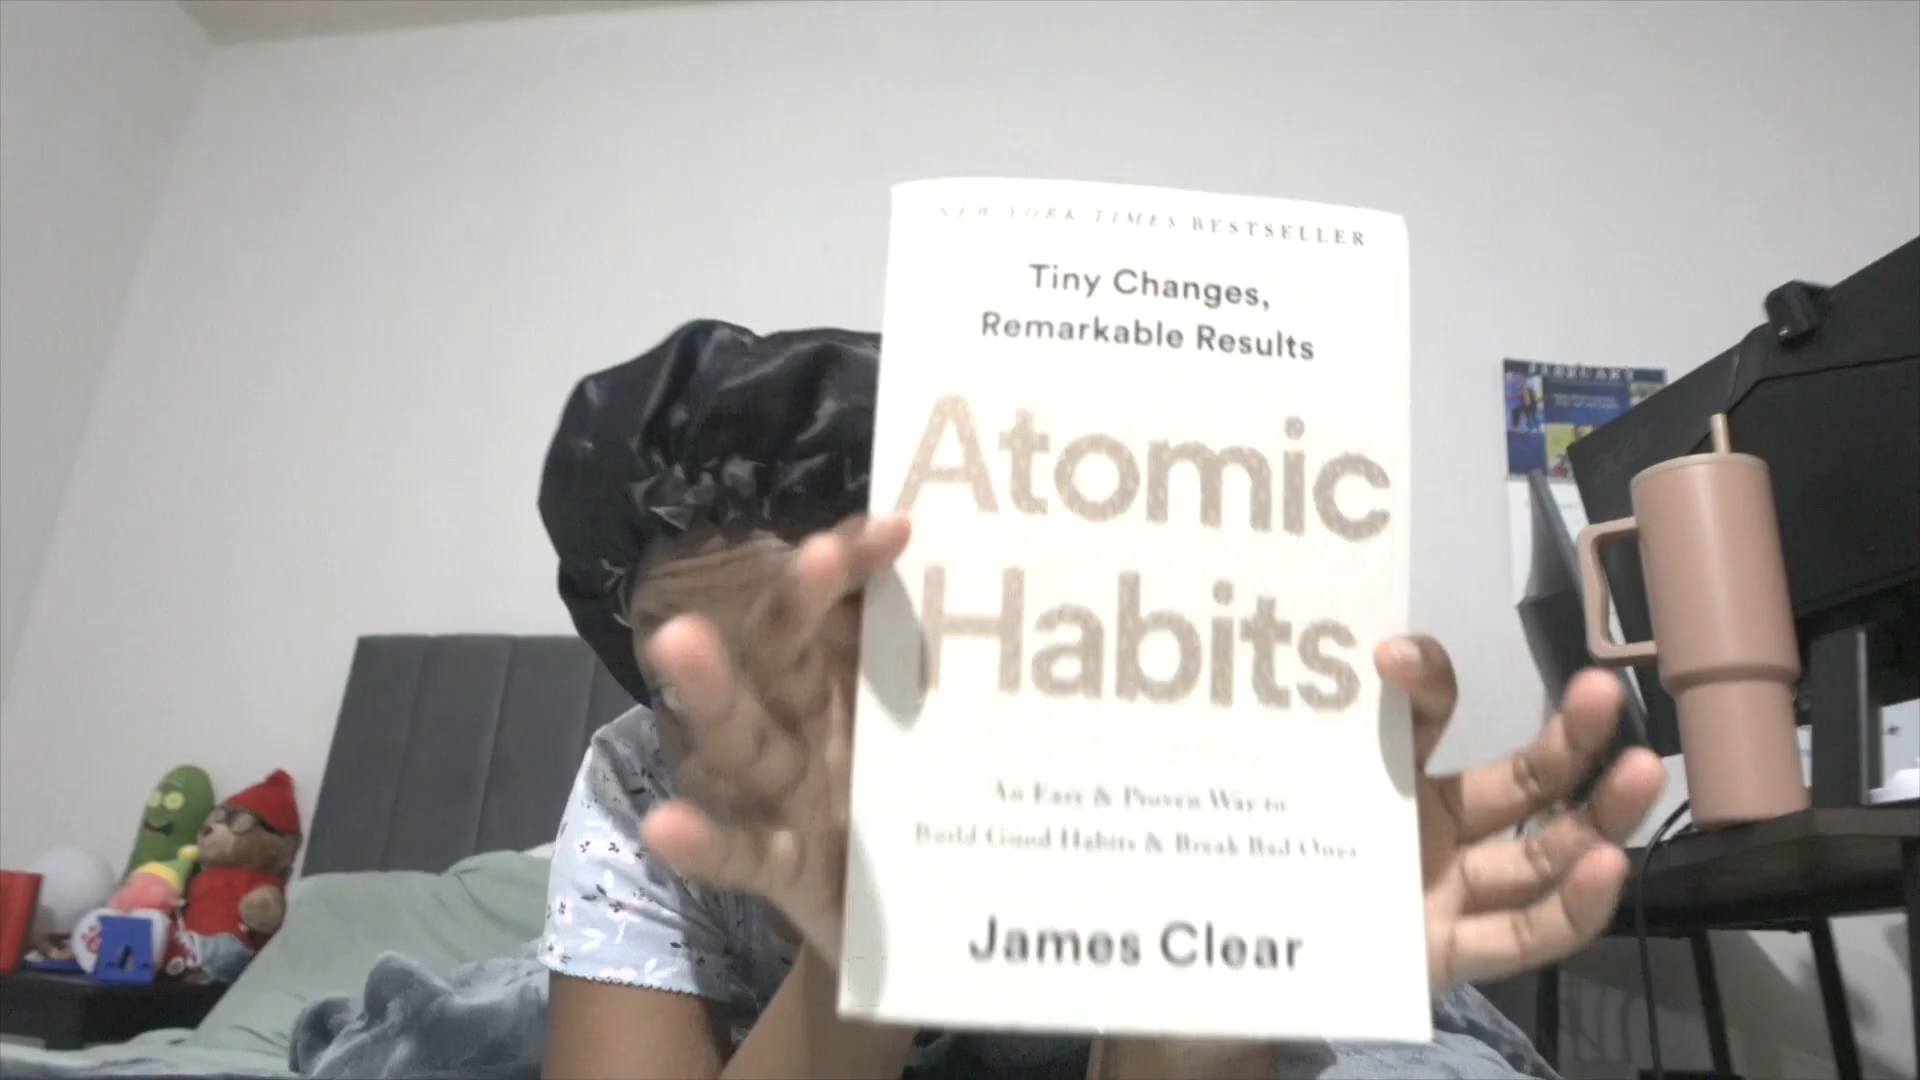 NEW YORK TIMES BESTSELLER
Tiny Changes,
Remarkable Results
Atomic
Habits
An Easy & Proven Way to
Build Good Habits & Break Bad Ones
James Clear
FEBRUARY